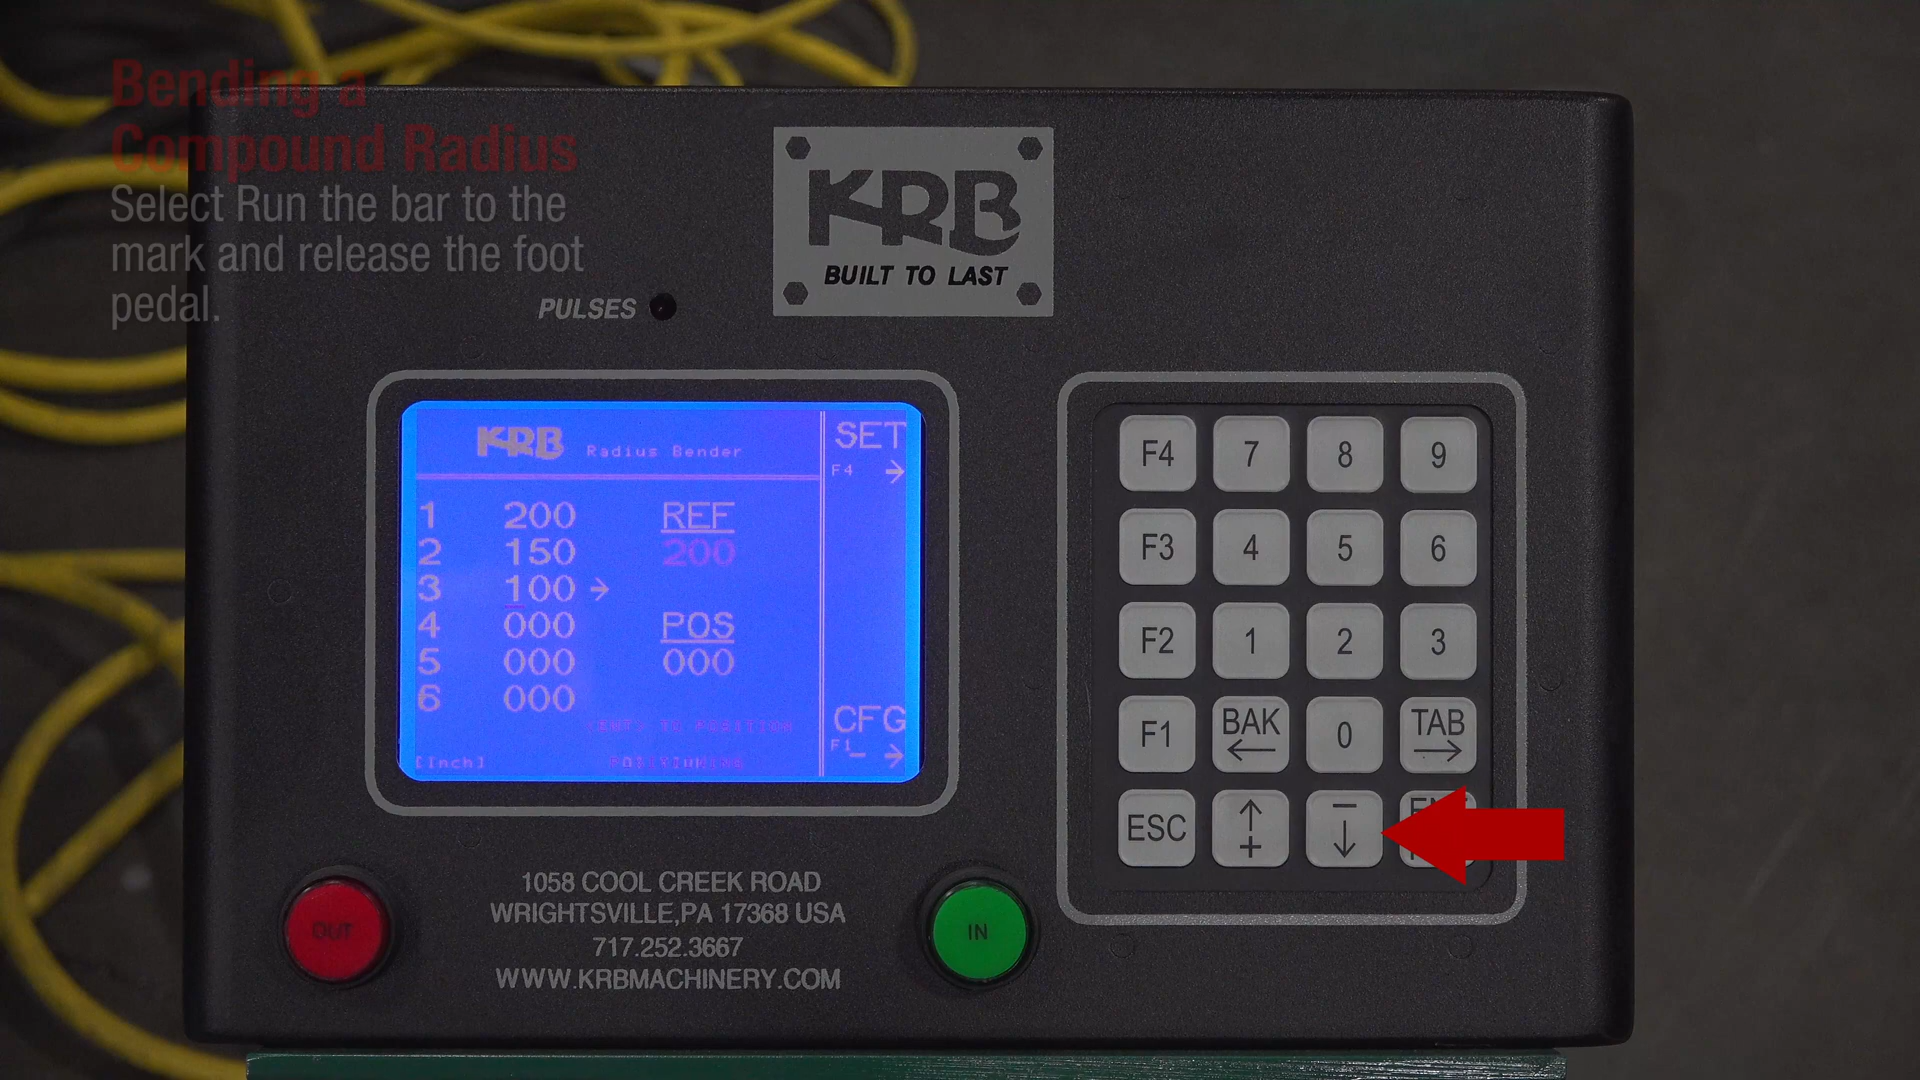 Bending a
Compound Radius
Select Run the bar to the
mark and release the foot
pedal.
PULSES
KRB
BUILT TO LAST
KRB Radius Bender
SET
F4 →
1 200 REF
2 150 200
3 100 →
4 000 POS
5 000 000
6 000
TO POSITION
CFG
F1 →
[Inch]
F4 7 8 9
F3 4 5 6
F2 1 2 3
F1 BAK ← 0 TAB →
ESC ↑ + − ↓
OUT
1058 COOL CREEK ROAD
WRIGHTSVILLE,PA 17368 USA
717.252.3667
WWW.KRBMACHINERY.COM
IN